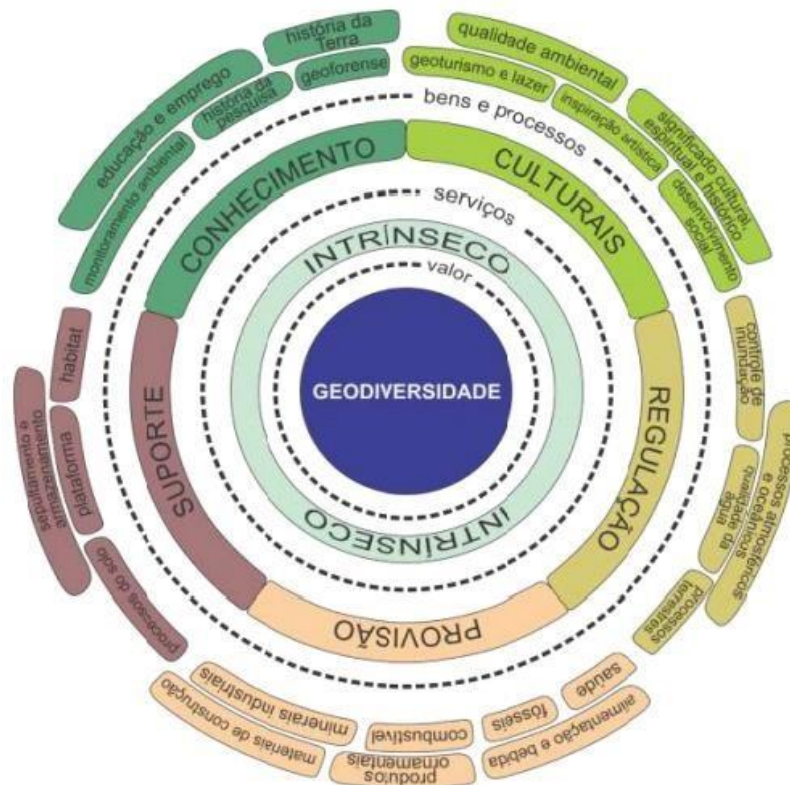 história da
Terra
educação e emprego
história da
pesquisa
geoforense
monitoramento ambiental
qualidade ambiental
geoturismo e lazer
inspiração artística
significado cultural,
espiritual e histórico
desenvolvimento
social
bens e processos
CONHECIMENTO
CULTURAIS
serviços
INTRÍNSECO
valor
GEODIVERSIDADE
INTRÍNSECO
SUPORTE
REGULAÇÃO
PROVISÃO
habitat
plataforma
sepultamento e
armazenamento
processos do solo
controle de
inundação
processos atmosféricos
e oceânicos
qualidade da
água
processos
terrestres
minerais industriais
materiais de construção
combustível
produtos
ornamentais
fósseis
saúde
alimentação e bebida